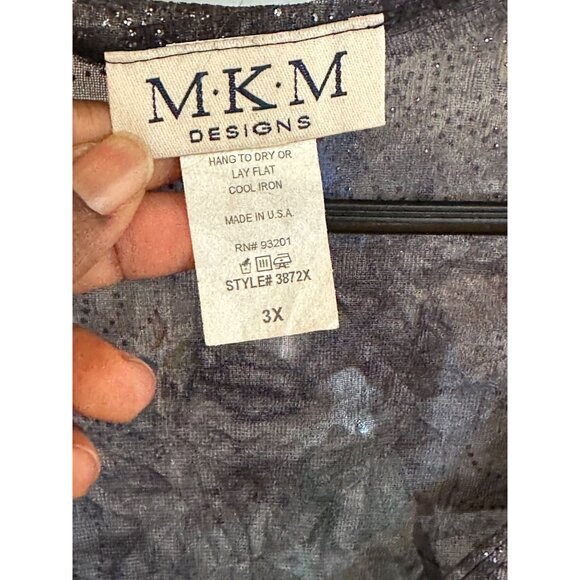 M·K·M
DESIGNS
HANG TO DRY OR
LAY FLAT
COOL IRON
MADE IN U.S.A.
RN# 93201
STYLE# 3872X
3X